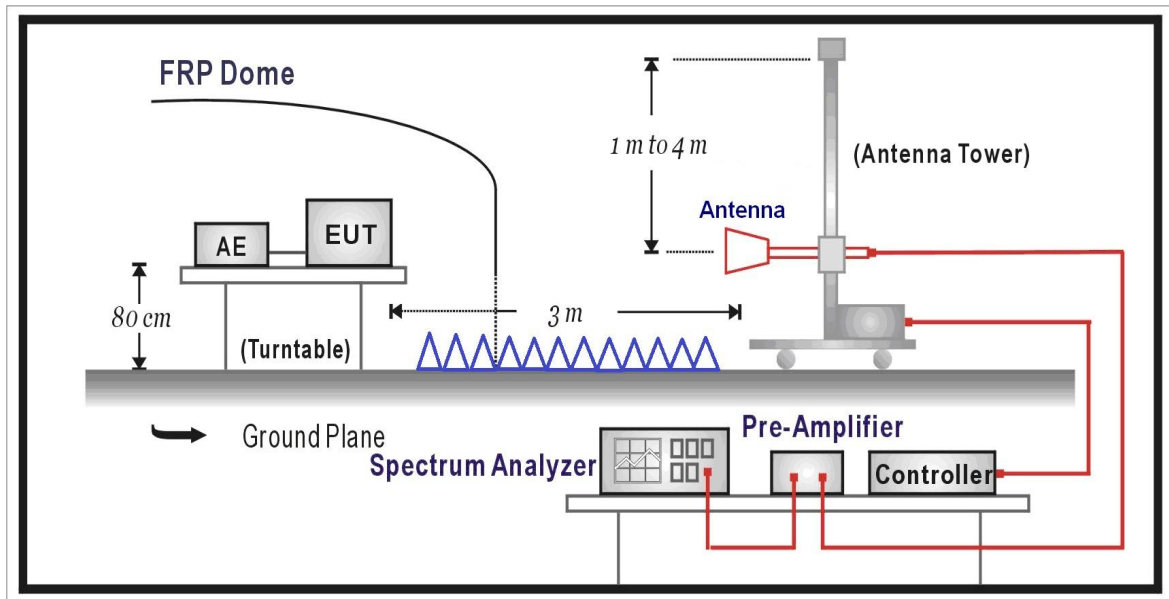 FRP Dome
1 m to 4 m
(Antenna Tower)
Antenna
AE
EUT
80 cm
3 m
(Turntable)
Ground Plane
Pre-Amplifier
Spectrum Analyzer
Controller